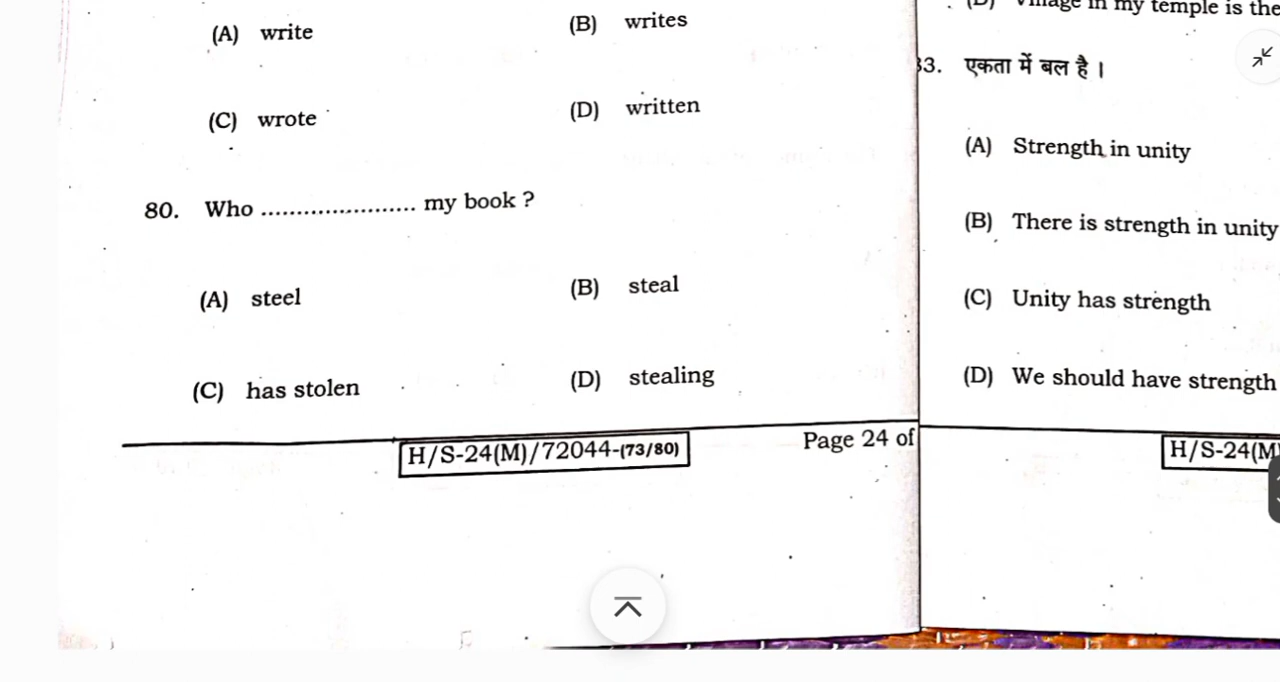 (A) write
(B) writes
(C) wrote
(D) written
80. Who ...................... my book ?
(A) steel
(B) steal
(C) has stolen
(D) stealing
H/S-24(M)/72044-(73/80)
Page 24 of
in my temple is the
3. एकता में बल है ।
(A) Strength in unity
(B) There is strength in unity
(C) Unity has strength
(D) We should have strength
H/S-24(M